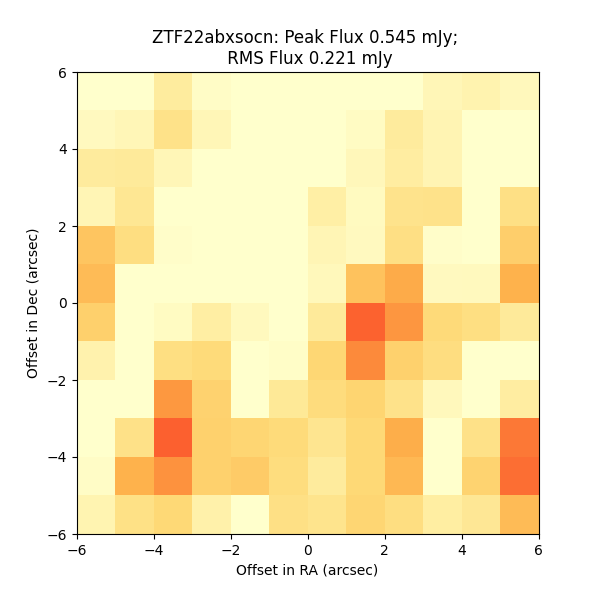 ZTF22abxsocn: Peak Flux 0.545 mJy;
RMS Flux 0.221 mJy
6
4
2
0
−2
−4
−6
Offset in Dec (arcsec)
−6 −4 −2 0 2 4 6
Offset in RA (arcsec)